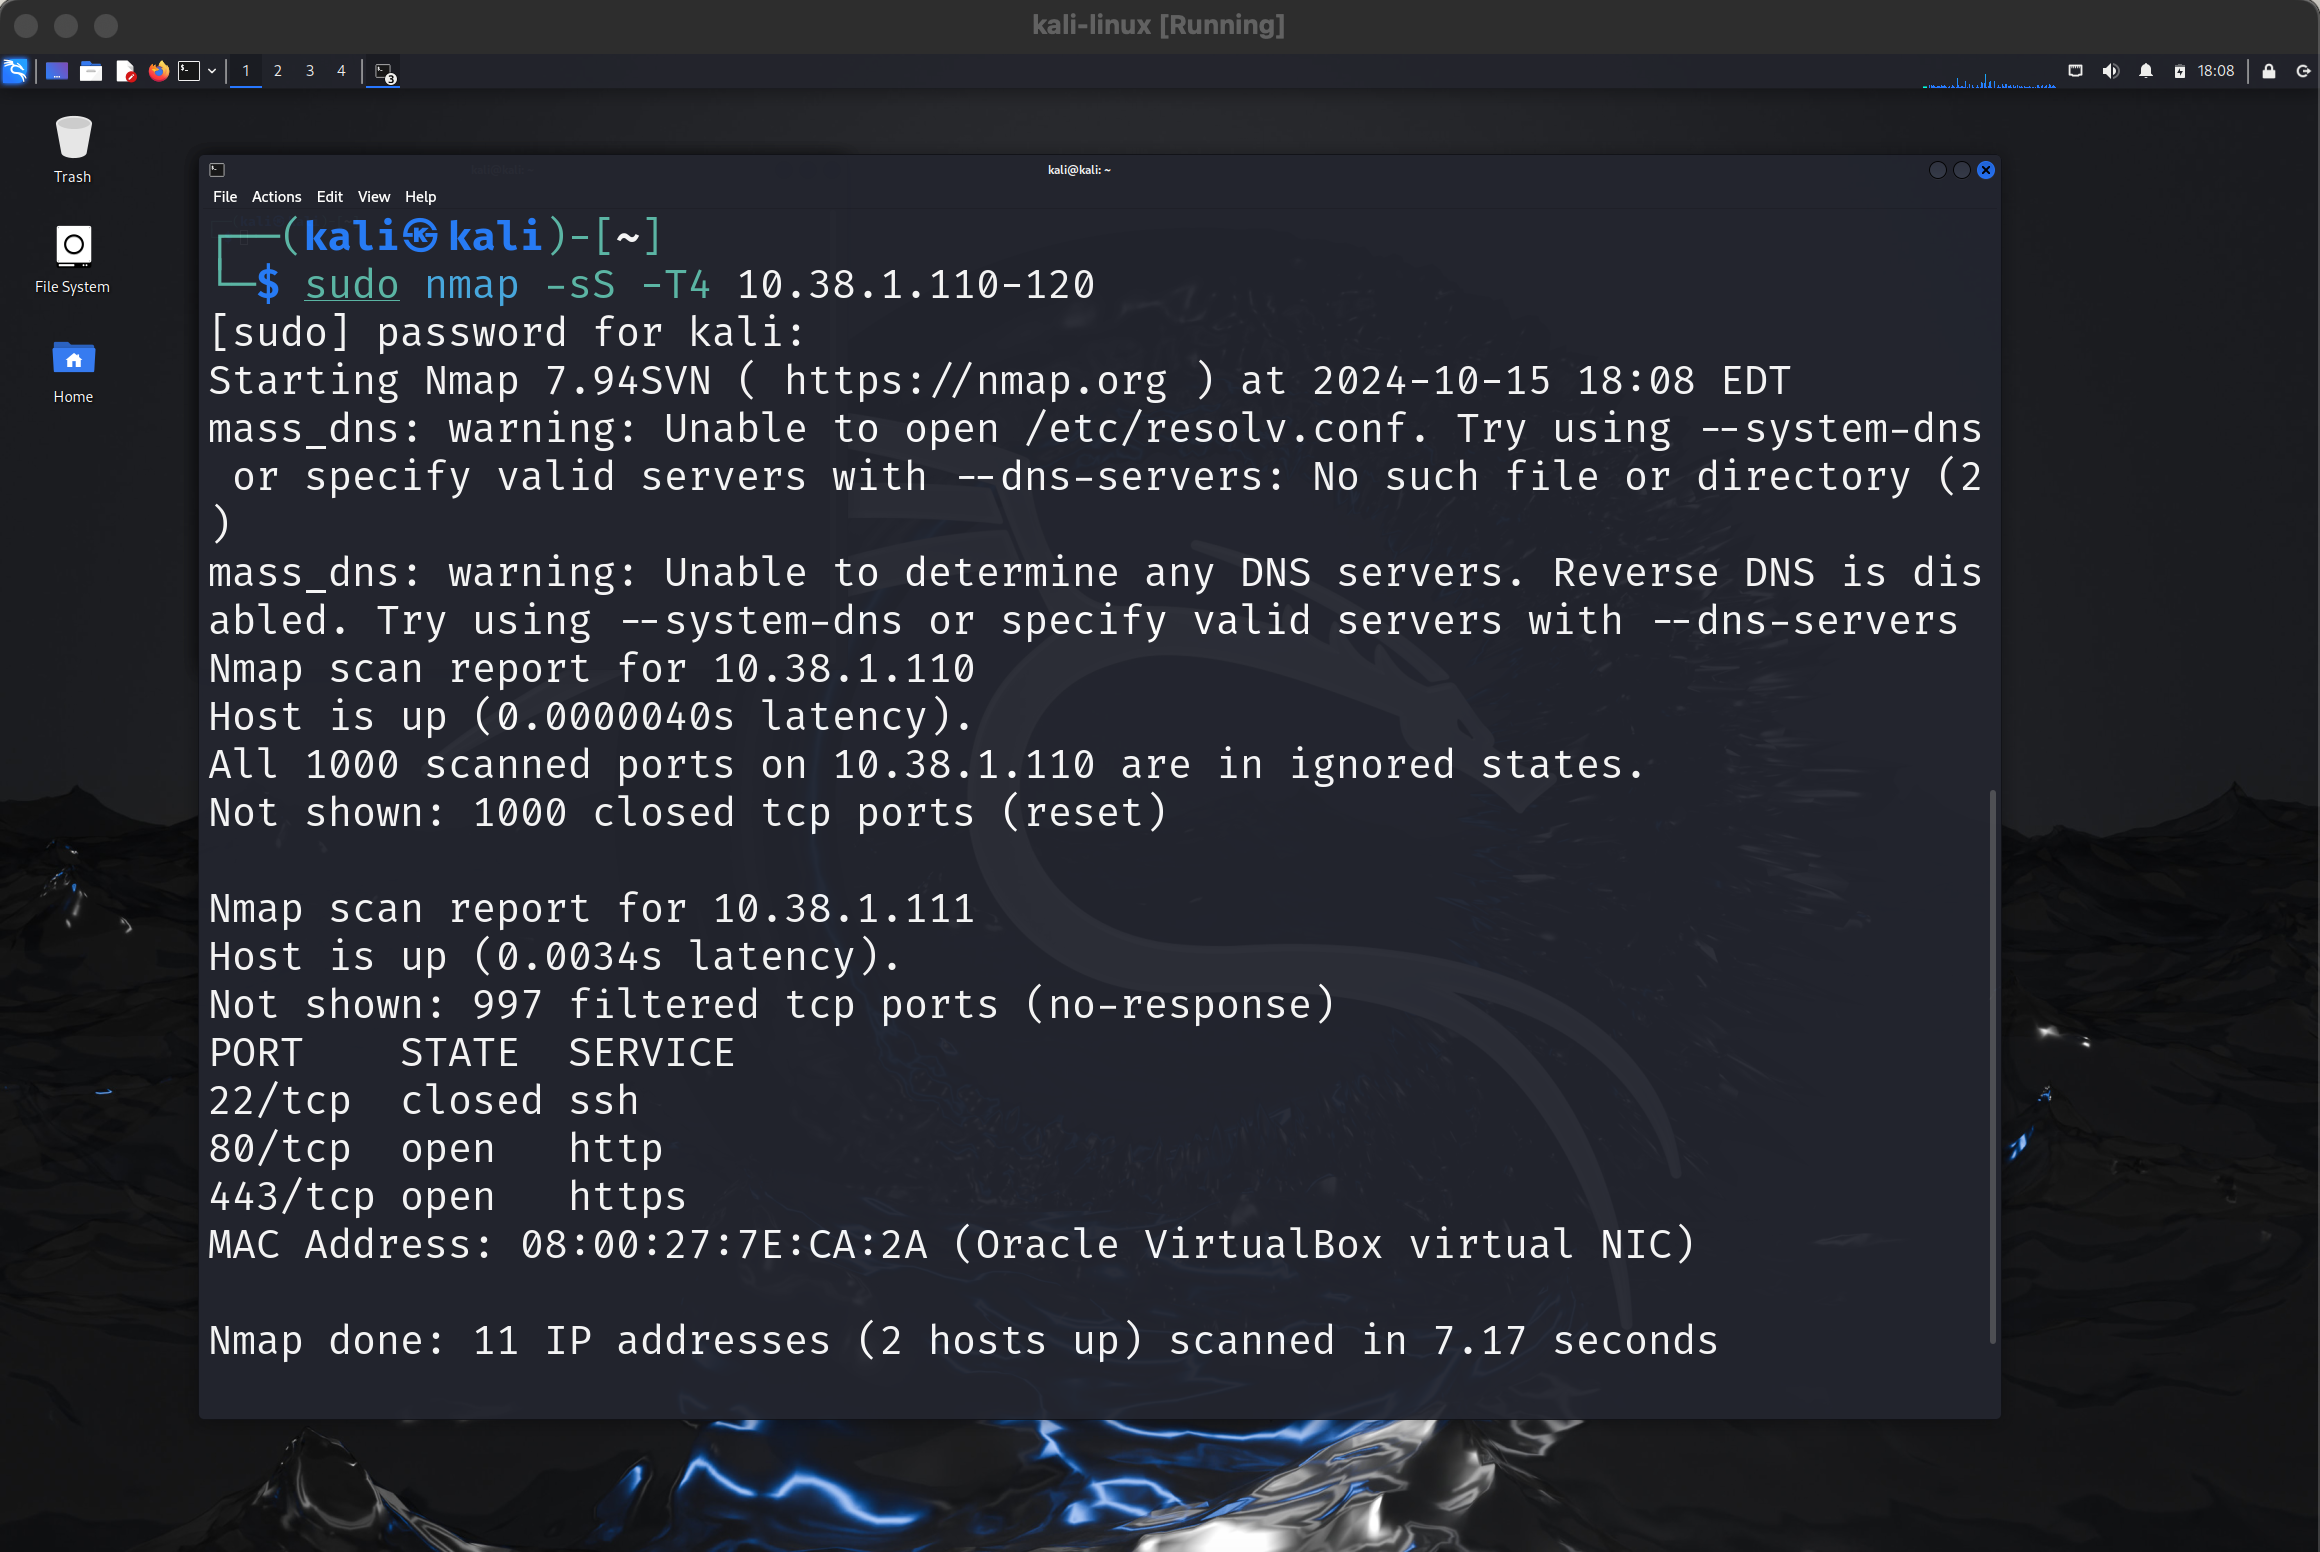 kali-linux [Running]
1 2 3 4 3 18:08
Trash
File System
Home
kali@kali: ~
File Actions Edit View Help
┌──(kali㉿kali)-[~]
└─$ sudo nmap -sS -T4 10.38.1.110-120
[sudo] password for kali:
Starting Nmap 7.94SVN ( https://nmap.org ) at 2024-10-15 18:08 EDT
mass_dns: warning: Unable to open /etc/resolv.conf. Try using --system-dns
 or specify valid servers with --dns-servers: No such file or directory (2
)
mass_dns: warning: Unable to determine any DNS servers. Reverse DNS is dis
abled. Try using --system-dns or specify valid servers with --dns-servers
Nmap scan report for 10.38.1.110
Host is up (0.0000040s latency).
All 1000 scanned ports on 10.38.1.110 are in ignored states.
Not shown: 1000 closed tcp ports (reset)

Nmap scan report for 10.38.1.111
Host is up (0.0034s latency).
Not shown: 997 filtered tcp ports (no-response)
PORT    STATE  SERVICE
22/tcp  closed ssh
80/tcp  open   http
443/tcp open   https
MAC Address: 08:00:27:7E:CA:2A (Oracle VirtualBox virtual NIC)

Nmap done: 11 IP addresses (2 hosts up) scanned in 7.17 seconds